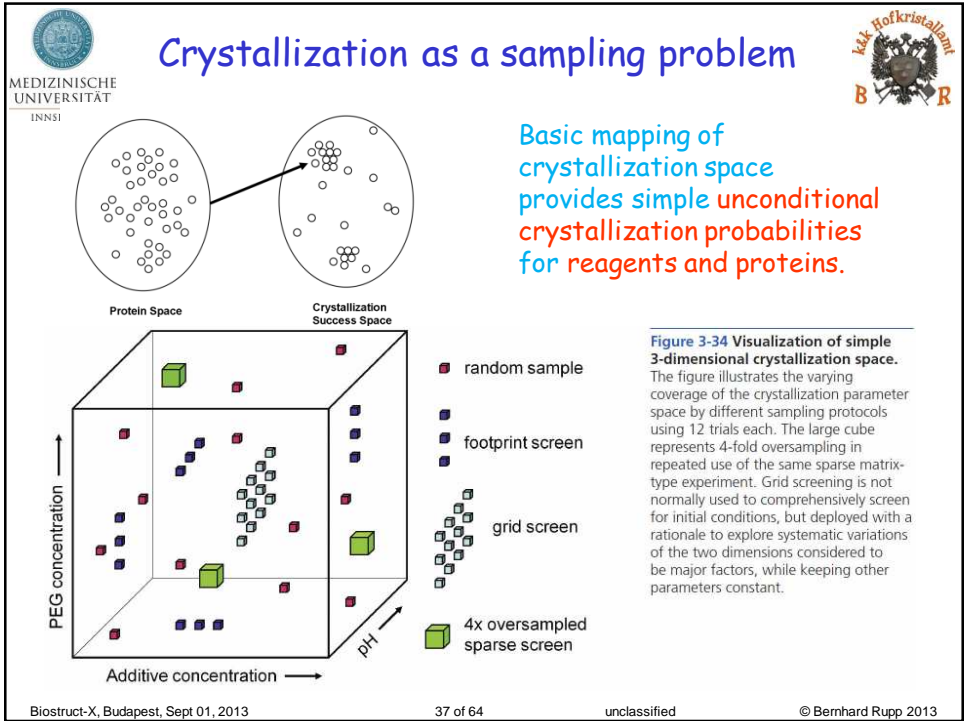 Crystallization as a sampling problem
MEDIZINISCHE
UNIVERSITÄT
INNSI
k&k Hofkristallamt
B R
Basic mapping of
crystallization space
provides simple unconditional
crystallization probabilities
for reagents and proteins.
Protein Space
Crystallization
Success Space
PEG concentration
Additive concentration
pH
random sample
footprint screen
grid screen
4x oversampled
sparse screen
Figure 3-34 Visualization of simple
3-dimensional crystallization space.
The figure illustrates the varying
coverage of the crystallization parameter
space by different sampling protocols
using 12 trials each. The large cube
represents 4-fold oversampling in
repeated use of the same sparse matrix-
type experiment. Grid screening is not
normally used to comprehensively screen
for initial conditions, but deployed with a
rationale to explore systematic variations
of the two dimensions considered to
be major factors, while keeping other
parameters constant.
Biostruct-X, Budapest, Sept 01, 2013
37 of 64
unclassified
© Bernhard Rupp 2013